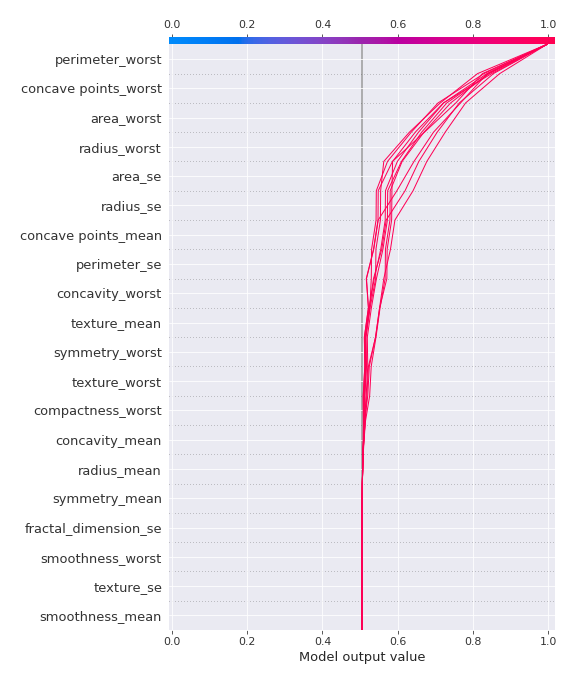 0.0 0.2 0.4 0.6 0.8 1.0
perimeter_worst
concave points_worst
area_worst
radius_worst
area_se
radius_se
concave points_mean
perimeter_se
concavity_worst
texture_mean
symmetry_worst
texture_worst
compactness_worst
concavity_mean
radius_mean
symmetry_mean
fractal_dimension_se
smoothness_worst
texture_se
smoothness_mean
0.0 0.2 0.4 0.6 0.8 1.0
Model output value